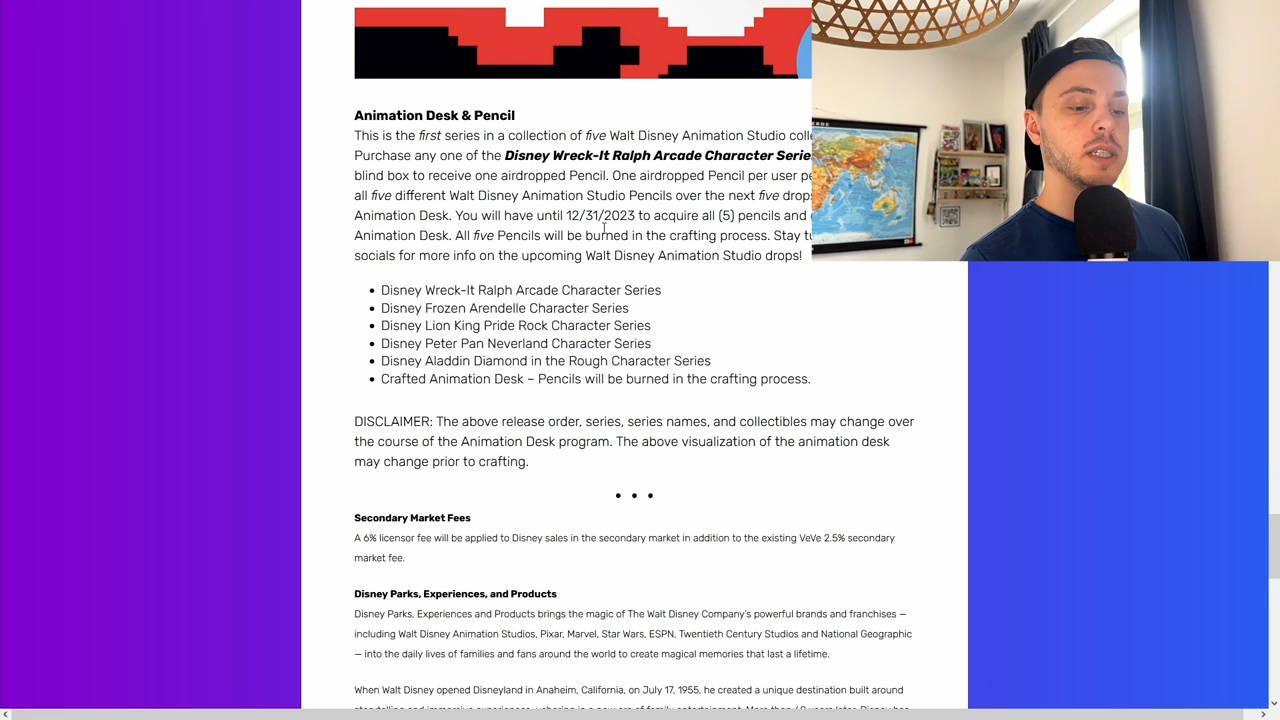 Animation Desk & Pencil
This is the first series in a collection of five Walt Disney Animation Studio
Purchase any one of the Disney Wreck-It Ralph Arcade Character
blind box to receive one airdropped Pencil. One airdropped Pencil per user
all five different Walt Disney Animation Studio Pencils over the next five drops
Animation Desk. You will have until 12/31/2023 to acquire all (5) pencils and
Animation Desk. All five Pencils will be burned in the crafting process. Stay
socials for more info on the upcoming Walt Disney Animation Studio drops!
• Disney Wreck-It Ralph Arcade Character Series
• Disney Frozen Arendelle Character Series
• Disney Lion King Pride Rock Character Series
• Disney Peter Pan Neverland Character Series
• Disney Aladdin Diamond in the Rough Character Series
• Crafted Animation Desk – Pencils will be burned in the crafting process.
DISCLAIMER: The above release order, series, series names, and collectibles may change over
the course of the Animation Desk program. The above visualization of the animation desk
may change prior to crafting.
• • •
Secondary Market Fees
A 6% licensor fee will be applied to Disney sales in the secondary market in addition to the existing VeVe 2.5% secondary
market fee.
Disney Parks, Experiences, and Products
Disney Parks, Experiences and Products brings the magic of The Walt Disney Company's powerful brands and franchises —
including Walt Disney Animation Studios, Pixar, Marvel, Star Wars, ESPN, Twentieth Century Studios and National Geographic
— into the daily lives of families and fans around the world to create magical memories that last a lifetime.
When Walt Disney opened Disneyland in Anaheim, California, on July 17, 1955, he created a unique destination built around